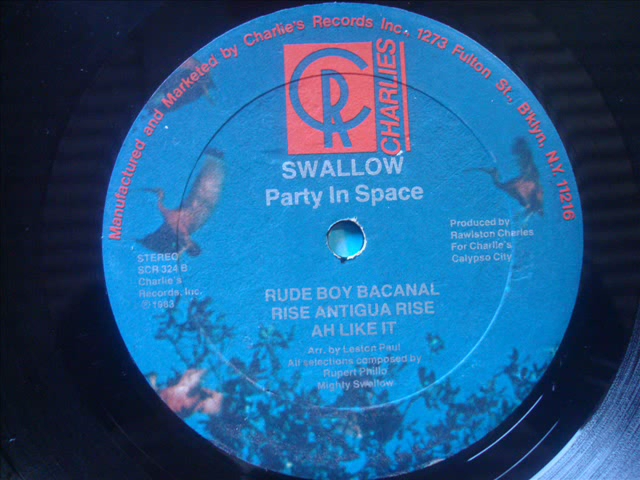 Manufactured and Marketed by Charlie's Records Inc., 1273 Fulton St., B'klyn, N.Y. 11216
CR
CHARLIES
SWALLOW
Party In Space
STEREO
SCR 324 B
Charlie's
Records, Inc.
℗ 1983
Produced by
Rawlston Charles
For Charlie's
Calypso City
RUDE BOY BACANAL
RISE ANTIGUA RISE
AH LIKE IT
Arr. by Leston Paul
All selections composed by
Rupert Philo
Mighty Swallow